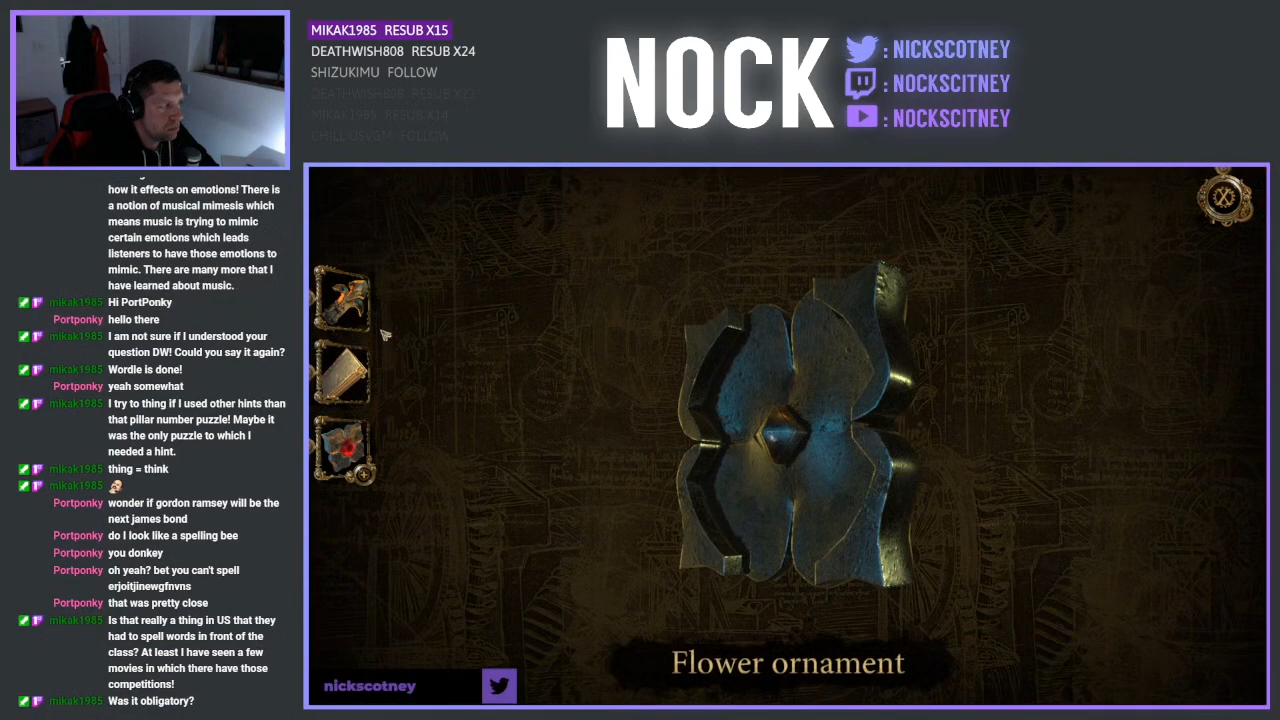 MIKAK1985 RESUB X15
DEATHWISH808 RESUB X24
SHIZUKIMU FOLLOW
DEATHWISH808 RESUB X23
MIKAK1985 RESUB X14
CHILL USVGM FOLLOW
NOCK
: NICKSCOTNEY
: NOCKSCITNEY
: NOCKSCITNEY
how it effects on emotions! There is
a notion of musical mimesis which
means music is trying to mimic
certain emotions which leads
listeners to have those emotions to
mimic. There are many more that I
have learned about music.
mikak1985 Hi PortPonky
Portponky hello there
mikak1985 I am not sure if I understood your
question DW! Could you say it again?
mikak1985 Wordle is done!
Portponky yeah somewhat
mikak1985 I try to thing if I used other hints than
that pillar number puzzle! Maybe it
was the only puzzle to which I
needed a hint.
mikak1985 thing = think
mikak1985
Portponky wonder if gordon ramsey will be the
next james bond
Portponky do I look like a spelling bee
Portponky you donkey
Portponky oh yeah? bet you can't spell
erjoitjinewgfnvns
Portponky that was pretty close
mikak1985 Is that really a thing in US that they
had to spell words in front of the
class? At least I have seen a few
movies in which there have those
competitions!
mikak1985 Was it obligatory?
Flower ornament
nickscotney